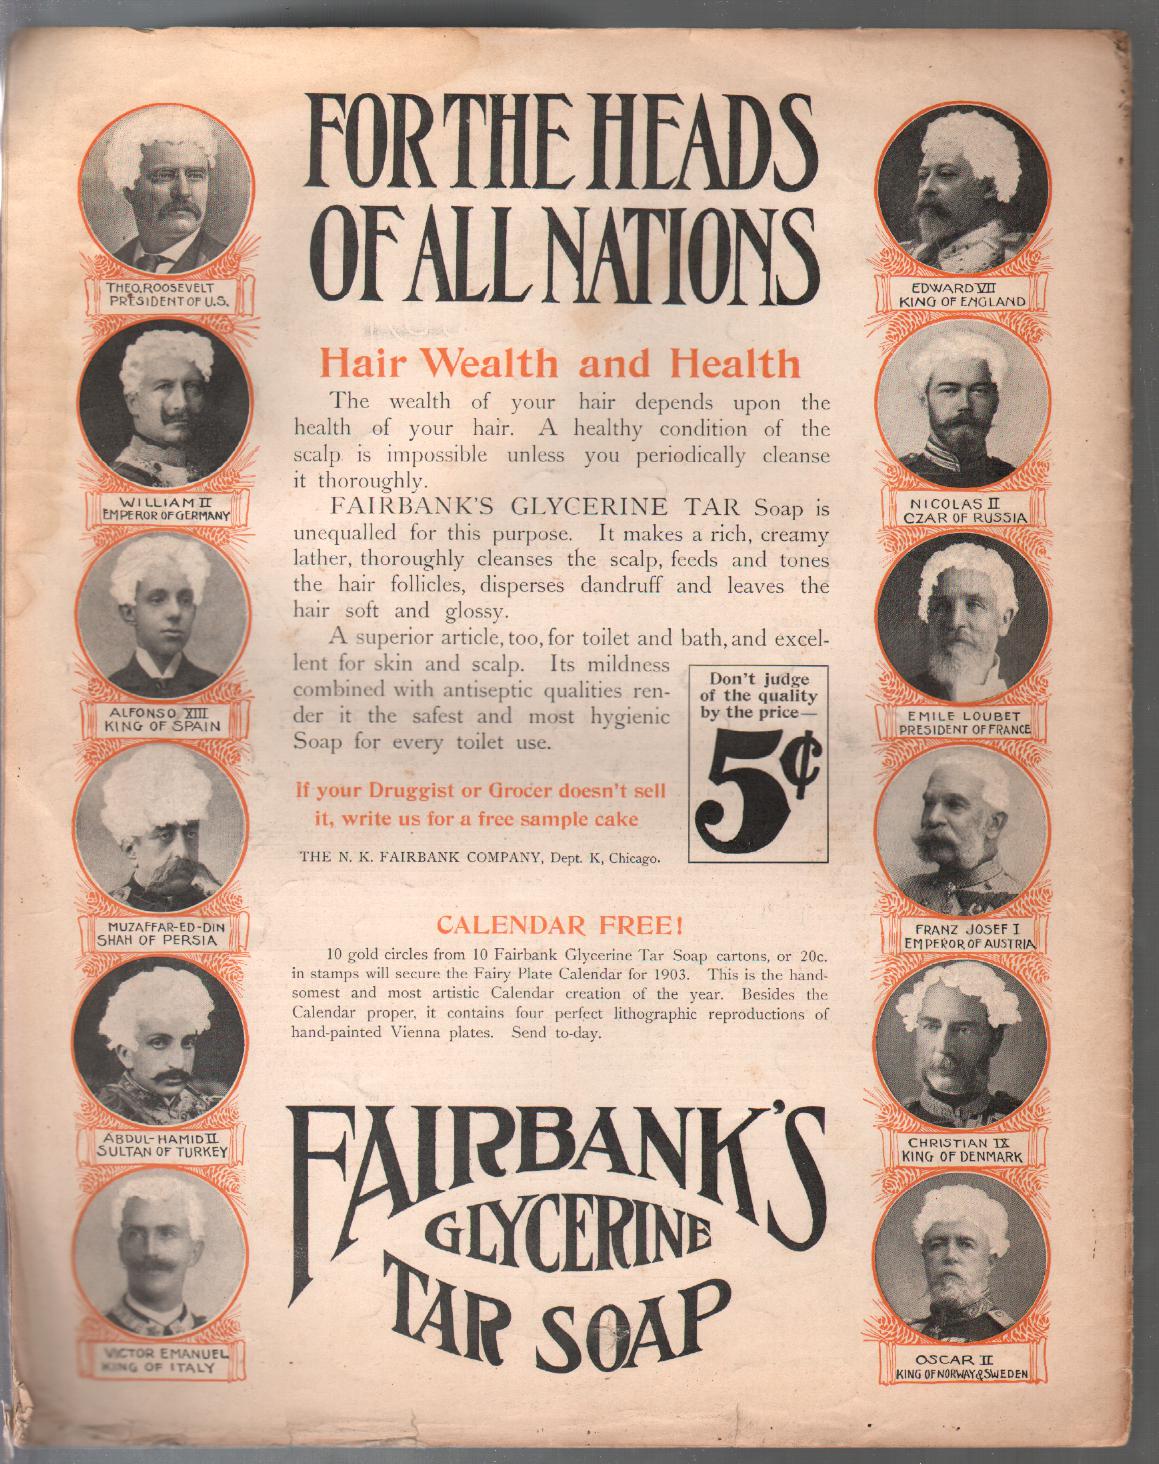 FOR THE HEADS
OF ALL NATIONS
THEO. ROOSEVELT
PRESIDENT OF U.S.
WILLIAM II
EMPEROR OF GERMANY
ALFONSO XIII
KING OF SPAIN
MUZAFFAR-ED-DIN
SHAH OF PERSIA
ABDUL-HAMID II
SULTAN OF TURKEY
VICTOR EMANUEL
KING OF ITALY
Hair Wealth and Health
The wealth of your hair depends upon the
health of your hair. A healthy condition of the
scalp is impossible unless you periodically cleanse
it thoroughly.
FAIRBANK'S GLYCERINE TAR Soap is
unequalled for this purpose. It makes a rich, creamy
lather, thoroughly cleanses the scalp, feeds and tones
the hair follicles, disperses dandruff and leaves the
hair soft and glossy.
A superior article, too, for toilet and bath, and excel-
lent for skin and scalp. Its mildness
combined with antiseptic qualities ren-
der it the safest and most hygienic
Soap for every toilet use.
Don't judge
of the quality
by the price—
5¢
If your Druggist or Grocer doesn't sell
it, write us for a free sample cake
THE N. K. FAIRBANK COMPANY, Dept. K, Chicago.
CALENDAR FREE!
10 gold circles from 10 Fairbank Glycerine Tar Soap cartons, or 20c.
in stamps will secure the Fairy Plate Calendar for 1903. This is the hand-
somest and most artistic Calendar creation of the year. Besides the
Calendar proper, it contains four perfect lithographic reproductions of
hand-painted Vienna plates. Send to-day.
FAIRBANK'S
GLYCERINE
TAR SOAP
EDWARD VII
KING OF ENGLAND
NICOLAS II
CZAR OF RUSSIA
EMILE LOUBET
PRESIDENT OF FRANCE
FRANZ JOSEF I
EMPEROR OF AUSTRIA
CHRISTIAN IX
KING OF DENMARK
OSCAR II
KING OF NORWAY & SWEDEN